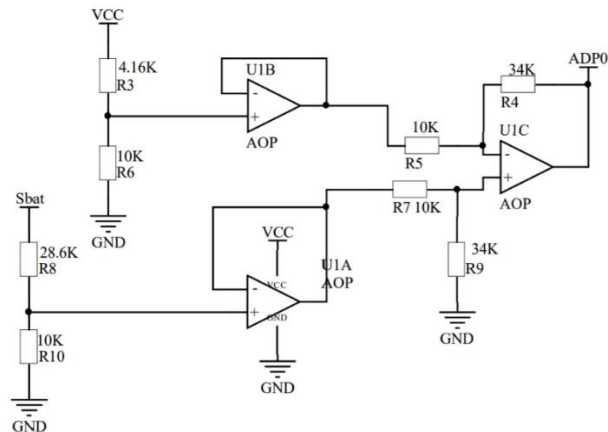 VCC
4.16K
R3
10K
R6
GND
U1B
-
+
AOP
34K
R4
ADP0
10K
R5
U1C
-
+
AOP
R7 10K
34K
R9
GND
Sbat
28.6K
R8
10K
R10
GND
VCC
VCC
-
+
GND
U1A
AOP
GND